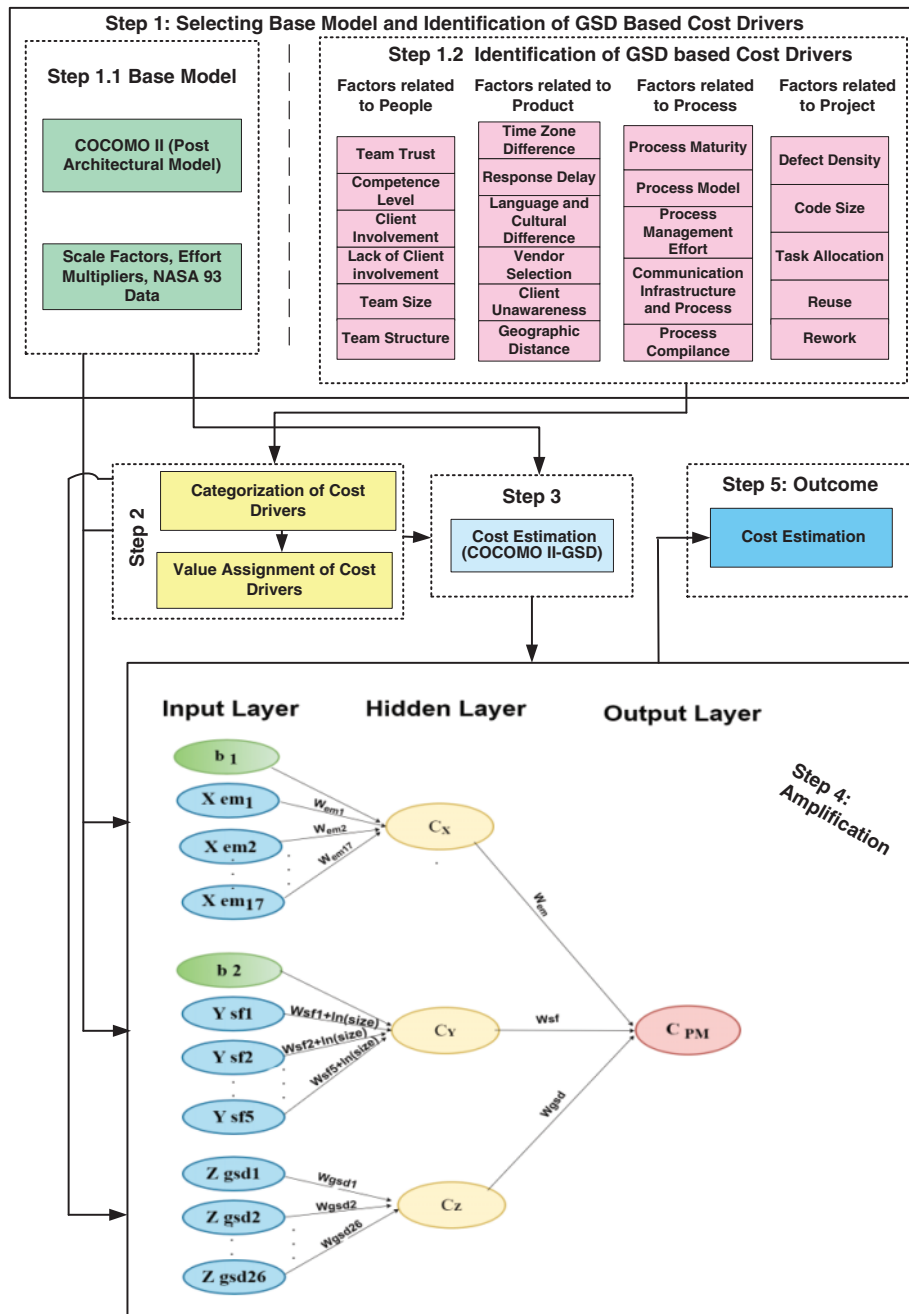 Step 1: Selecting Base Model and Identification of GSD Based Cost Drivers
Step 1.1 Base Model
COCOMO II (Post
Architectural Model)
Scale Factors, Effort
Multipliers, NASA 93
Data
Step 1.2 Identification of GSD based Cost Drivers
Factors related
to People
Team Trust
Competence
Level
Client
Involvement
Lack of Client
involvement
Team Size
Team Structure
Factors related to
Product
Time Zone
Difference
Response Delay
Language and
Cultural
Difference
Vendor
Selection
Client
Unawareness
Geographic
Distance
Factors related
to Process
Process Maturity
Process Model
Process
Management
Effort
Communication
Infrastructure
and Process
Process
Compilance
Factors related
to Project
Defect Density
Code Size
Task Allocation
Reuse
Rework
Step 2
Categorization of Cost
Drivers
Value Assignment of Cost
Drivers
Step 3
Cost Estimation
(COCOMO II-GSD)
Step 5: Outcome
Cost Estimation
Input Layer
Hidden Layer
Output Layer
Step 4:
Amplification
b 1
X em1
X em2
. .
X em17
Wem1
Wem2
Wem17
CX
Wem
b 2
Y sf1
Y sf2
. .
Y sf5
Wsf1+ln(size)
Wsf2+ln(size)
Wsf5+ln(size)
CY
Wsf
C PM
Z gsd1
Z gsd2
. .
Z gsd26
Wgsd1
Wgsd2
Wgsd26
CZ
Wgsd